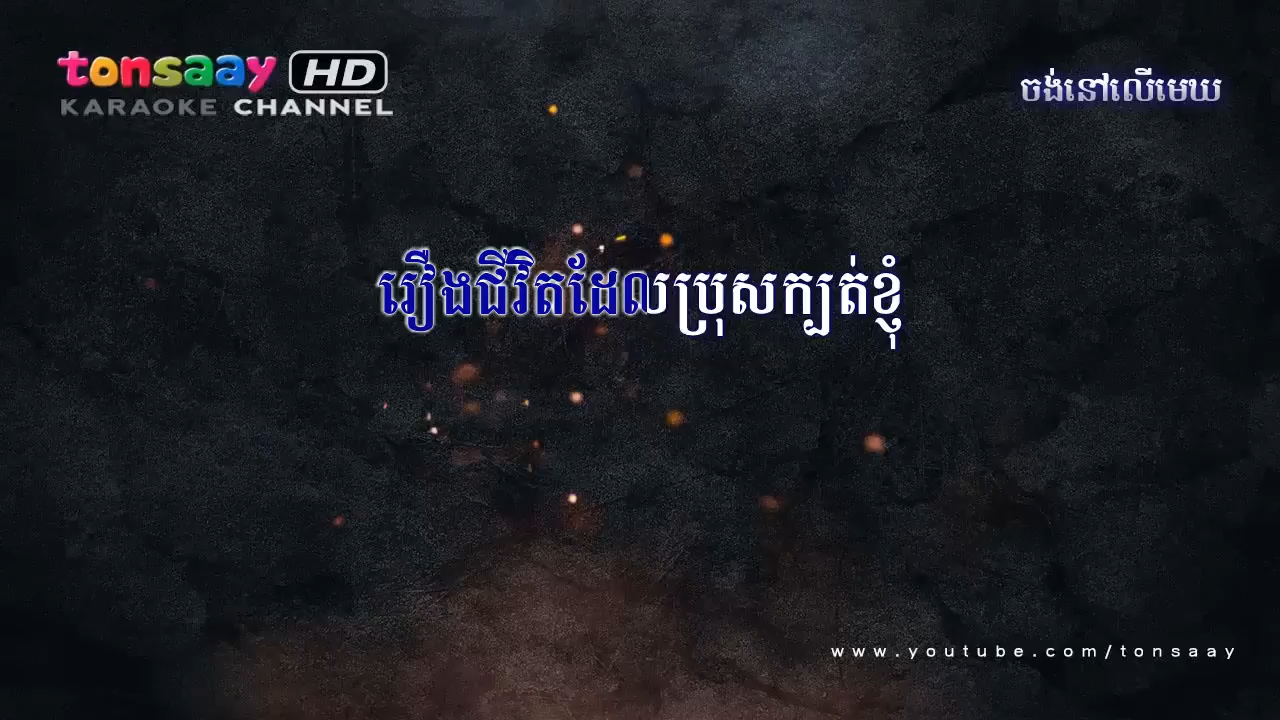 tonsaay HD
KARAOKE CHANNEL
ចង់នៅលើមេឃ
រឿងជីវិតដែលប្រុសក្បត់ខ្ញុំ
www.youtube.com/tonsaay